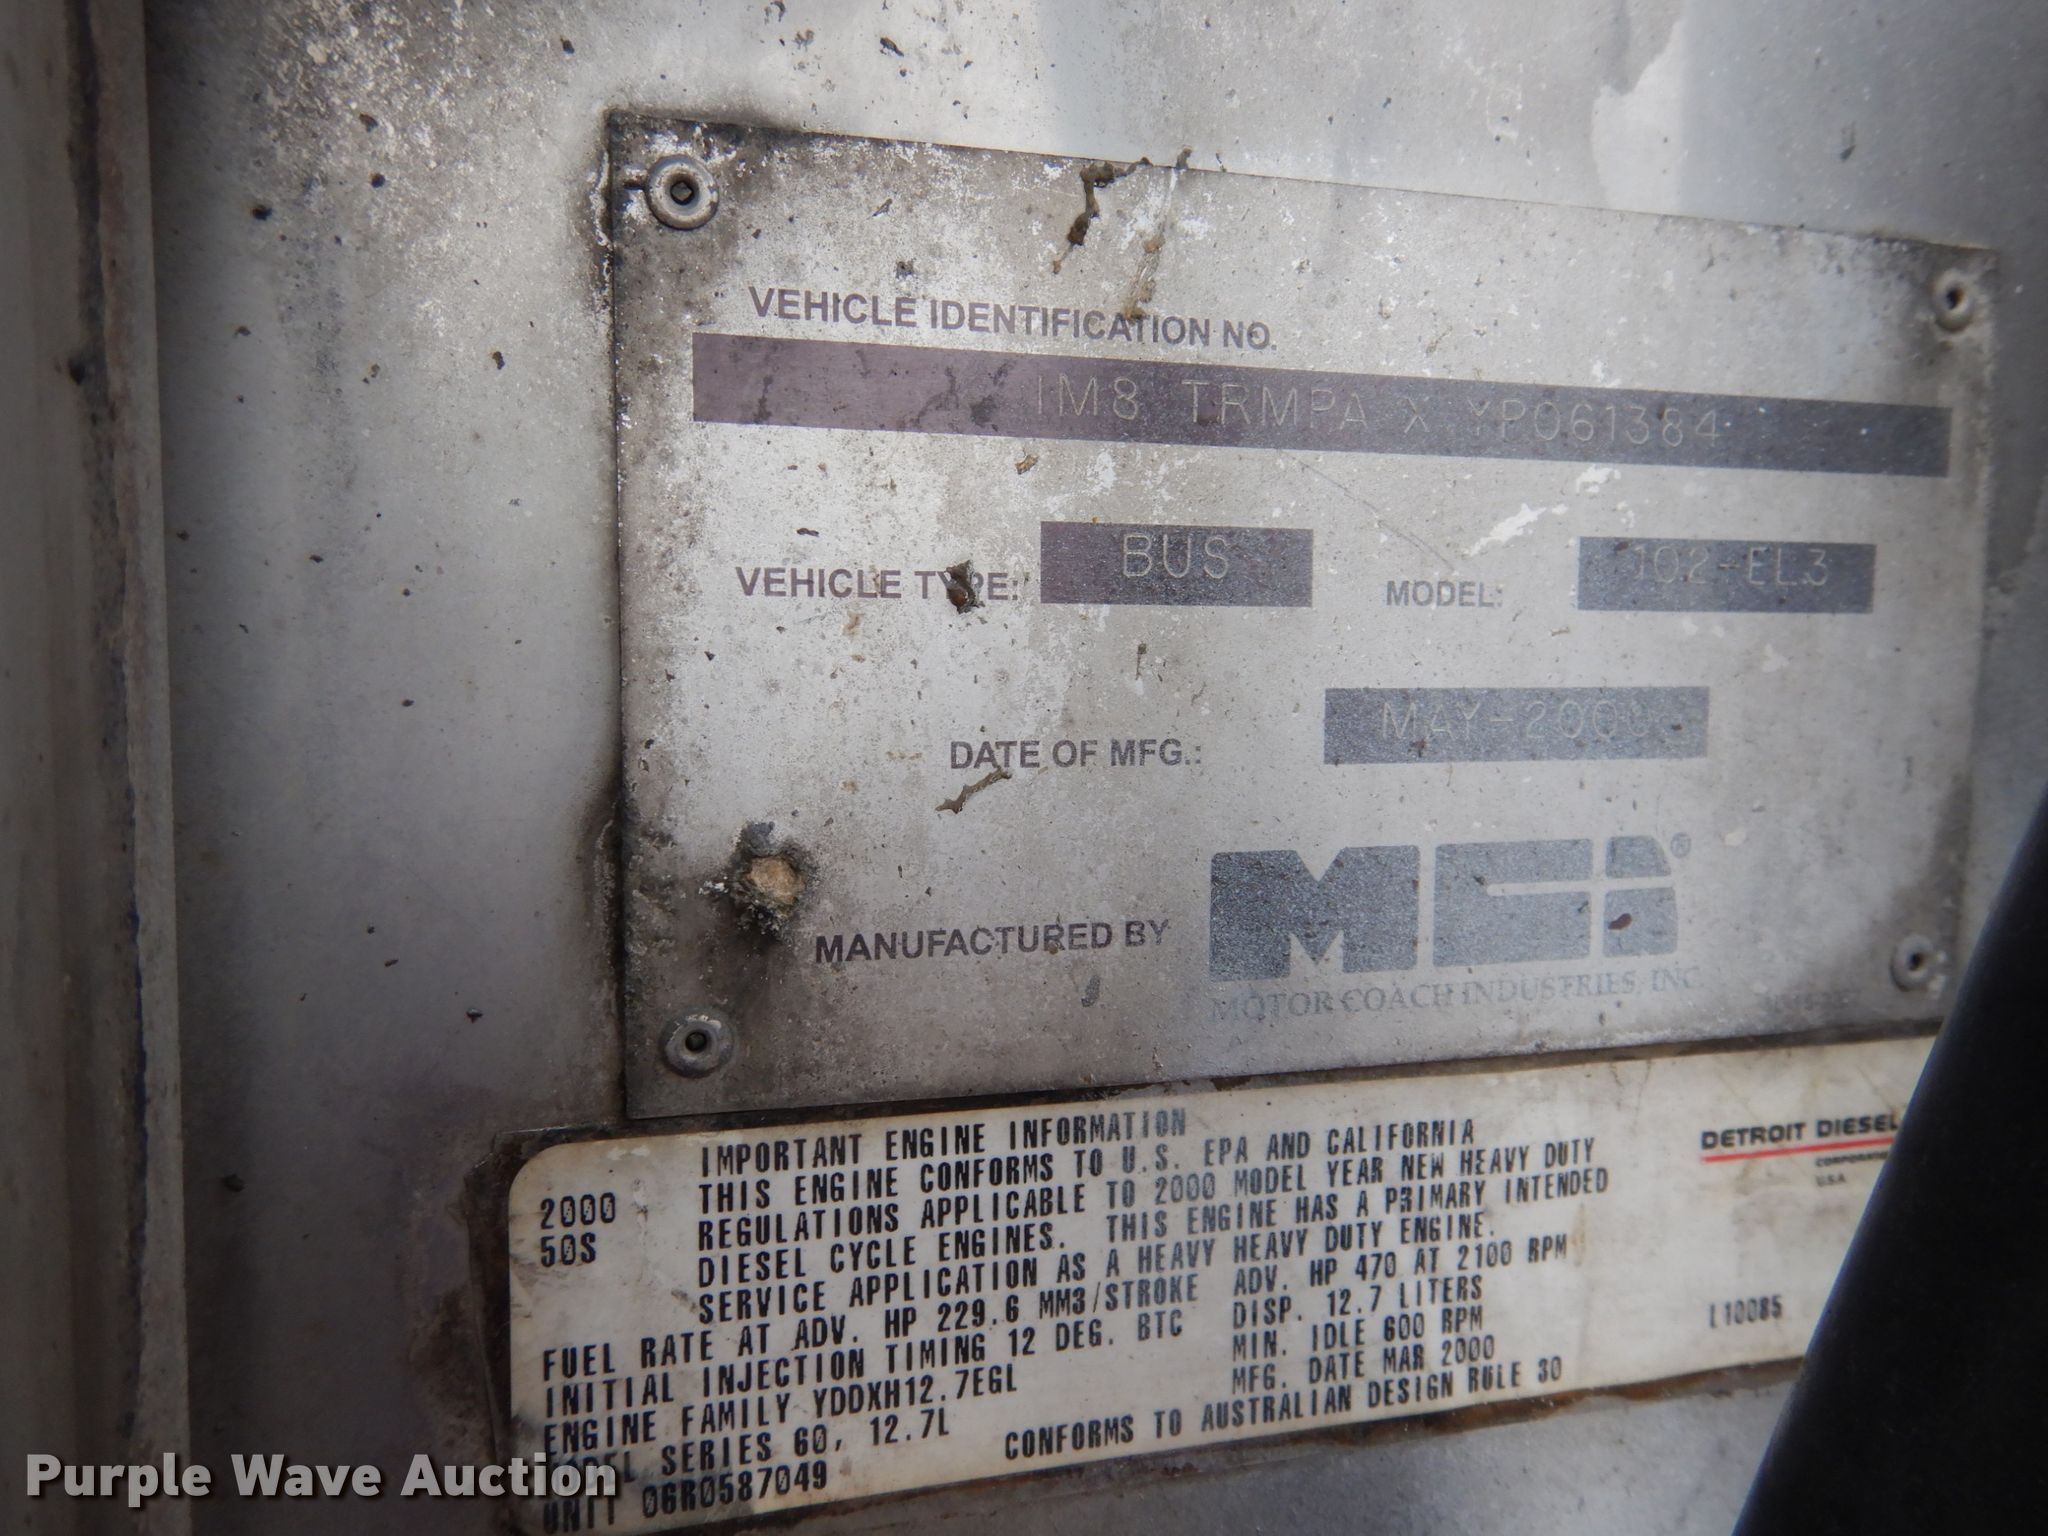 VEHICLE IDENTIFICATION NO.
1M8 TRMPA X YP061384
VEHICLE TYPE: BUS MODEL: 102-EL3
DATE OF MFG.: MAY-2000
MANUFACTURED BY MCI®
MOTOR COACH INDUSTRIES, INC.
IMPORTANT ENGINE INFORMATION
2000 THIS ENGINE CONFORMS TO U.S. EPA AND CALIFORNIA
50S REGULATIONS APPLICABLE TO 2000 MODEL YEAR NEW HEAVY DUTY
DIESEL CYCLE ENGINES. THIS ENGINE HAS A PRIMARY INTENDED
SERVICE APPLICATION AS A HEAVY HEAVY DUTY ENGINE.
FUEL RATE AT ADV. HP 229.6 MM3/STROKE ADV. HP 470 AT 2100 RPM
INITIAL INJECTION TIMING 12 DEG. BTC DISP. 12.7 LITERS
ENGINE FAMILY YDDXH12.7EGL MIN. IDLE 600 RPM
MODEL SERIES 60, 12.7L MFG. DATE MAR 2000
UNIT 06R0587049 CONFORMS TO AUSTRALIAN DESIGN RULE 30
DETROIT DIESEL
CORPORATION
U.S.A.
L10085
Purple Wave Auction